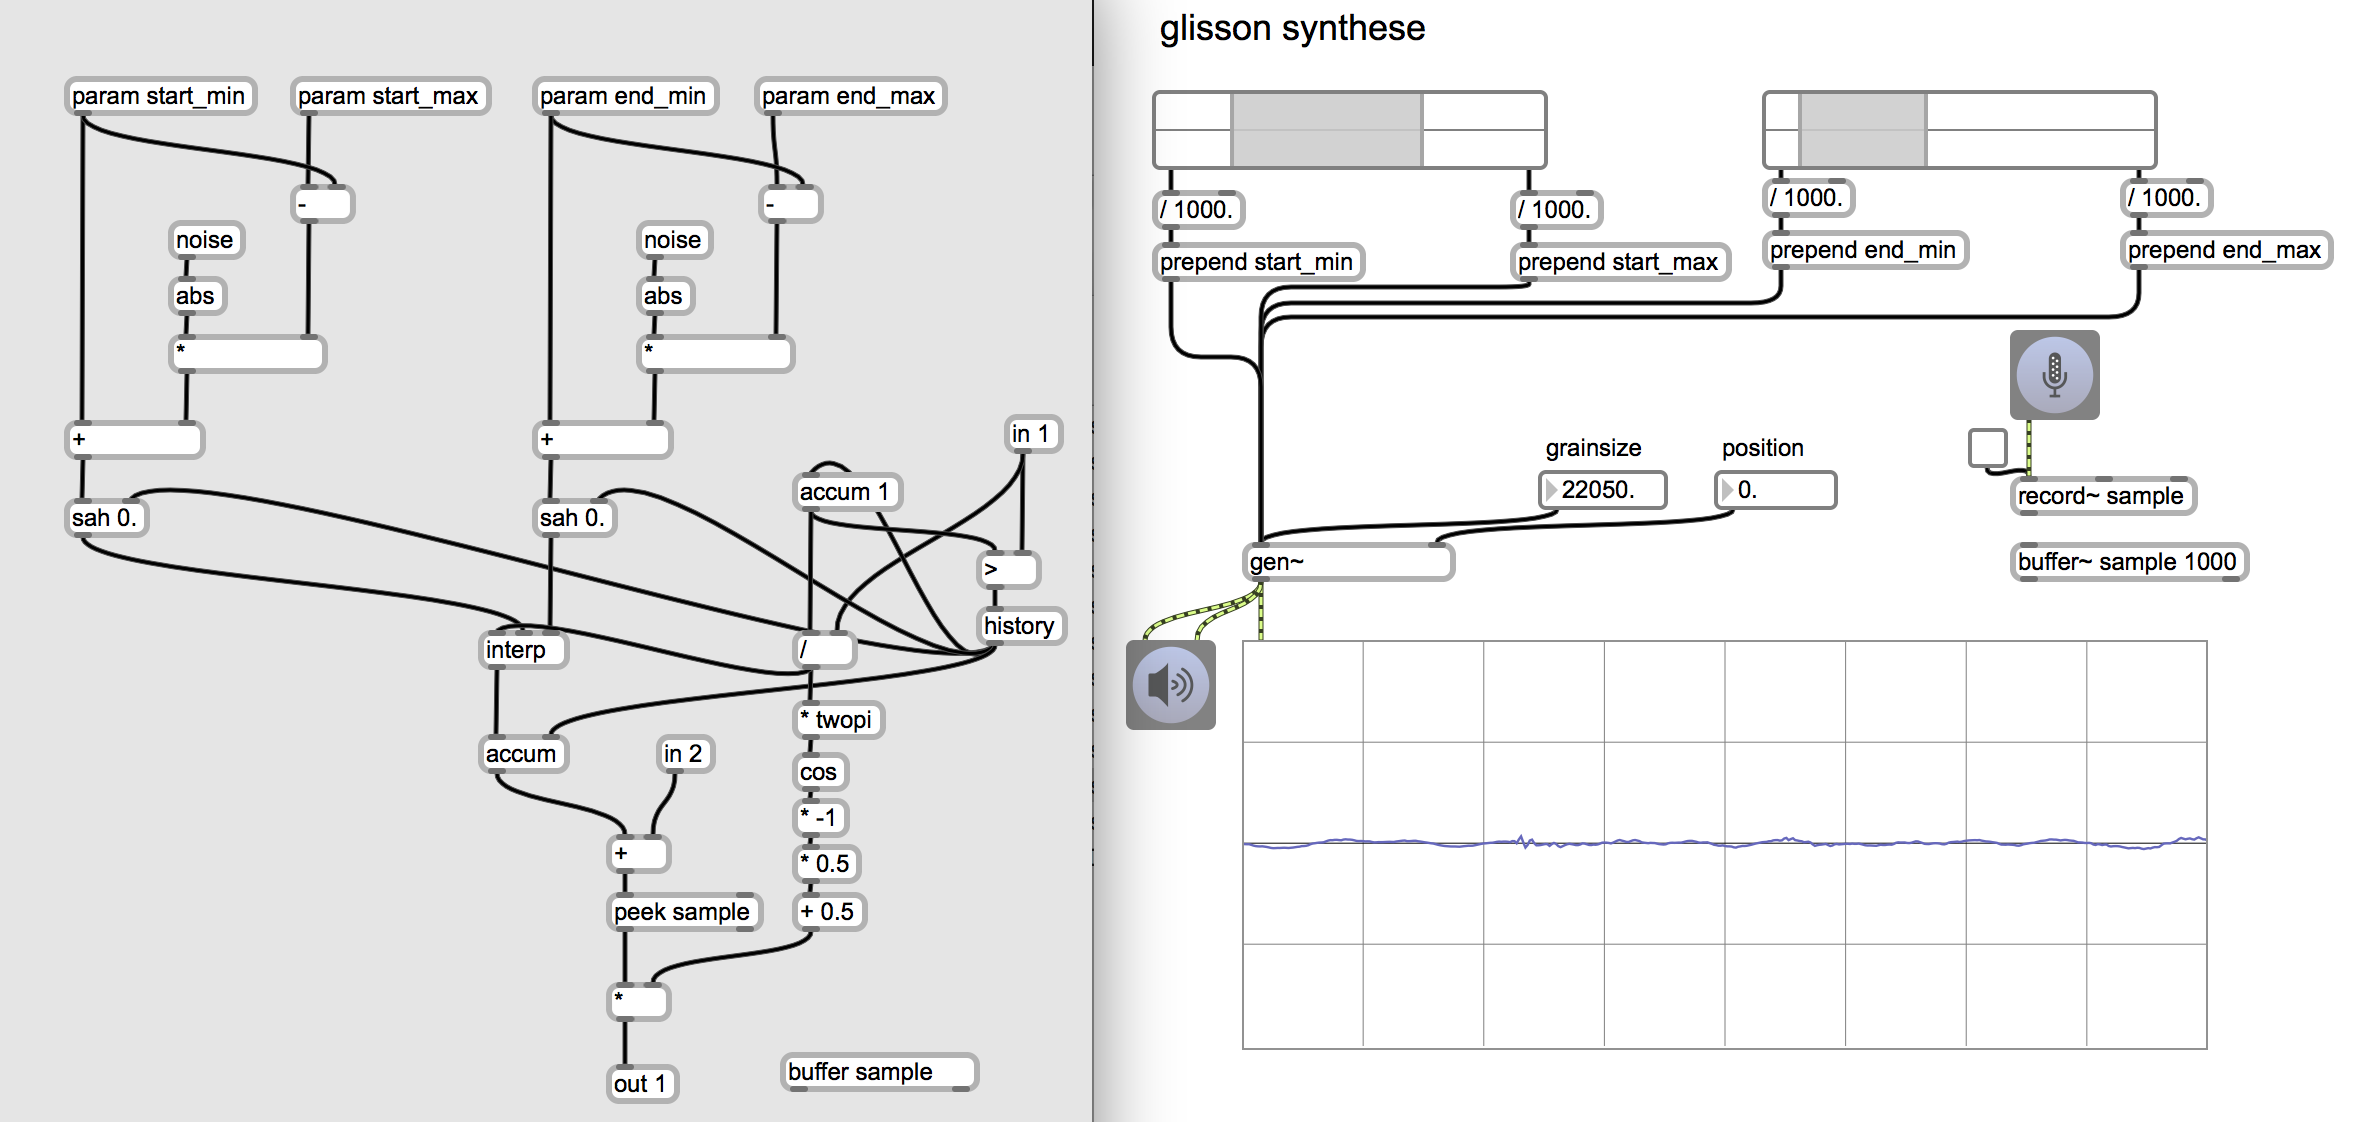 glisson synthese
param start_min
param start_max
param end_min
param end_max
-
-
noise
noise
abs
abs
*
*
+
+
in 1
accum 1
sah 0.
sah 0.
>
history
interp
/
* twopi
accum
in 2
cos
* -1
+
* 0.5
peek sample
+ 0.5
*
buffer sample
out 1
/ 1000.
/ 1000.
/ 1000.
/ 1000.
prepend start_min
prepend start_max
prepend end_min
prepend end_max
grainsize
position
22050.
0.
record~ sample
gen~
buffer~ sample 1000